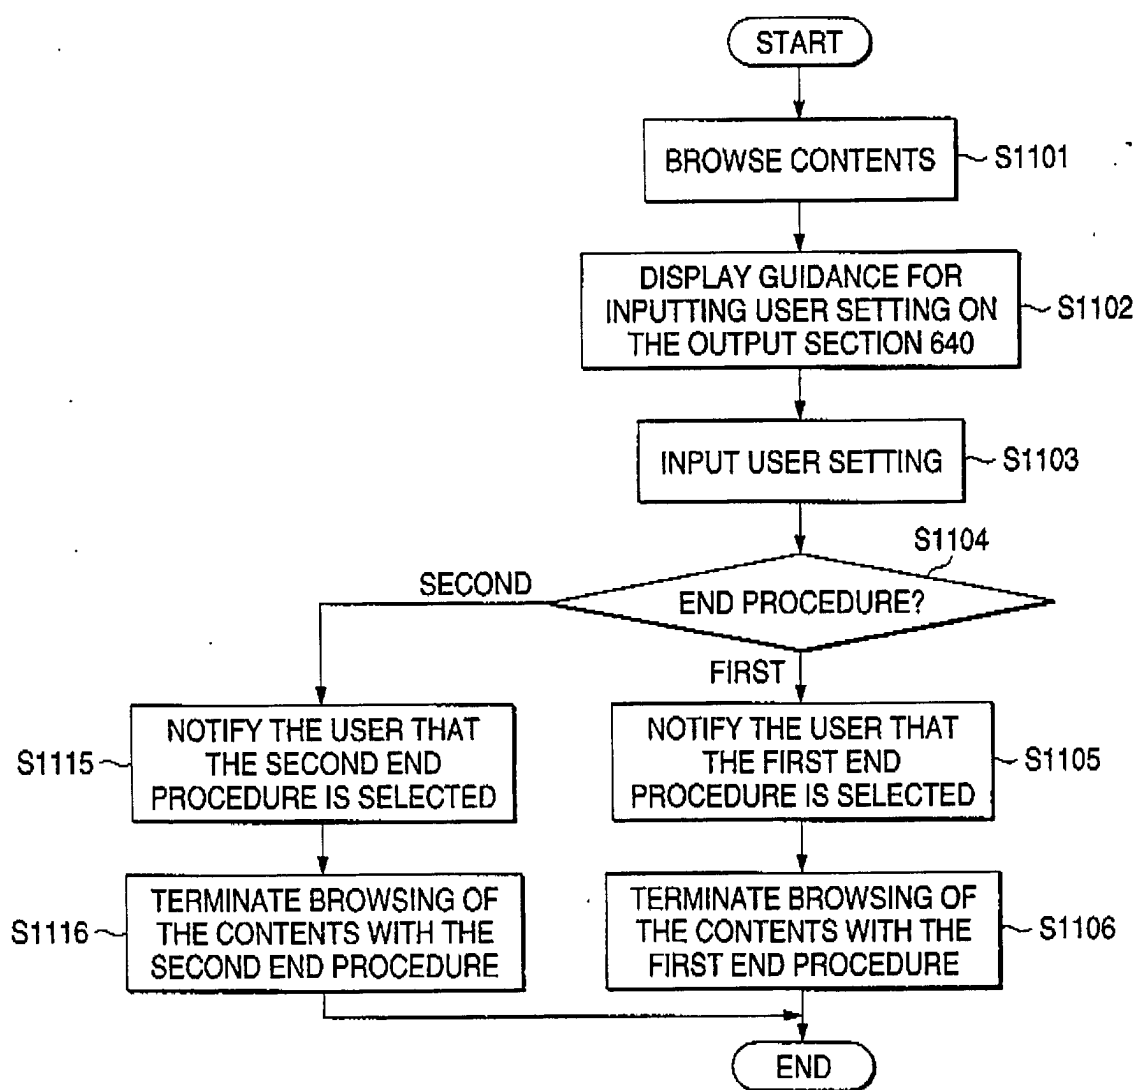 START
BROWSE CONTENTS
S1101
DISPLAY GUIDANCE FOR
INPUTTING USER SETTING ON
THE OUTPUT SECTION 640
S1102
INPUT USER SETTING
S1103
S1104
END PROCEDURE?
SECOND
FIRST
NOTIFY THE USER THAT
THE SECOND END
PROCEDURE IS SELECTED
S1115
NOTIFY THE USER THAT
THE FIRST END
PROCEDURE IS SELECTED
S1105
TERMINATE BROWSING OF
THE CONTENTS WITH THE
SECOND END PROCEDURE
S1116
TERMINATE BROWSING OF
THE CONTENTS WITH THE
FIRST END PROCEDURE
S1106
END